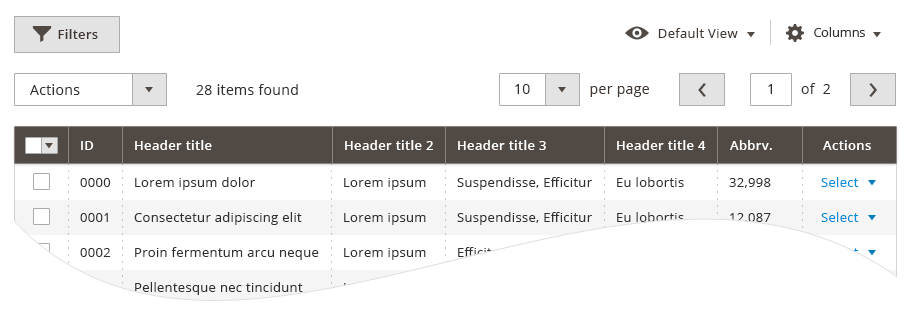 Filters Default View Columns
Actions 28 items found 10 per page 1 of 2
ID Header title Header title 2 Header title 3 Header title 4 Abbrv. Actions
0000 Lorem ipsum dolor Lorem ipsum Suspendisse, Efficitur Eu lobortis 32,998 Select
0001 Consectetur adipiscing elit Lorem ipsum Suspendisse, Efficitur Eu lobortis 12,087 Select
0002 Proin fermentum arcu neque Lorem ipsum
Pellentesque nec tincidunt